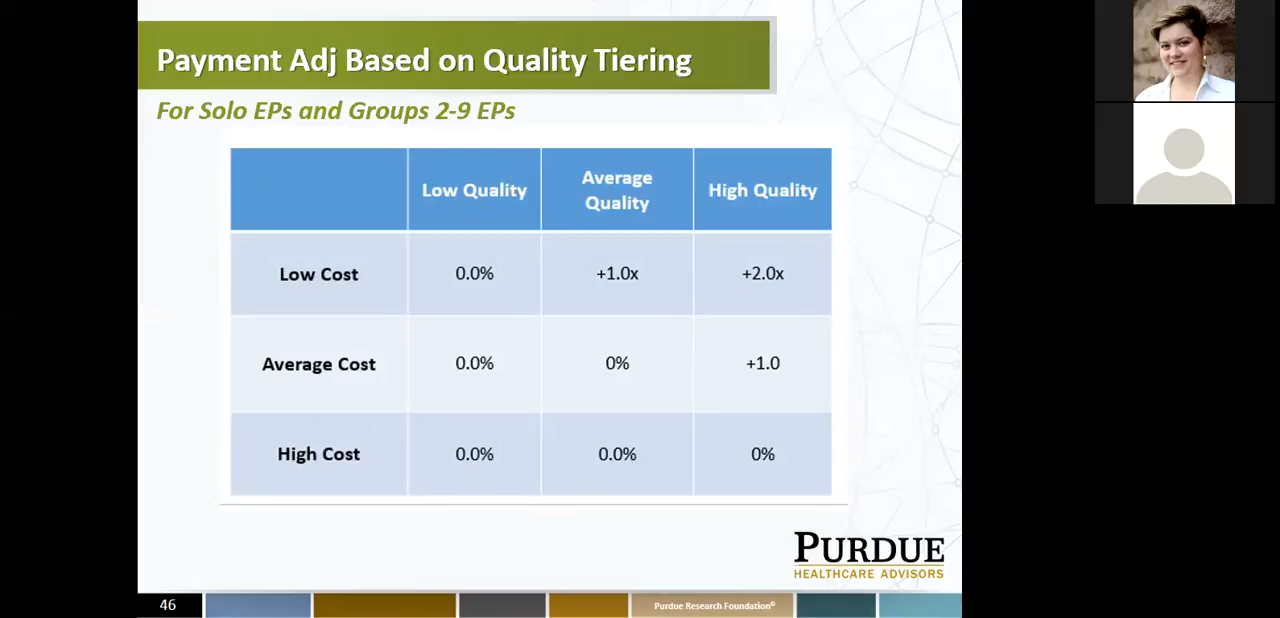 Payment Adj Based on Quality Tiering
For Solo EPs and Groups 2-9 EPs
Low Quality
Average
Quality
High Quality
Low Cost
0.0%
+1.0x
+2.0x
Average Cost
0.0%
0%
+1.0
High Cost
0.0%
0.0%
0%
PURDUE
HEALTHCARE ADVISORS
46
Purdue Research Foundation®